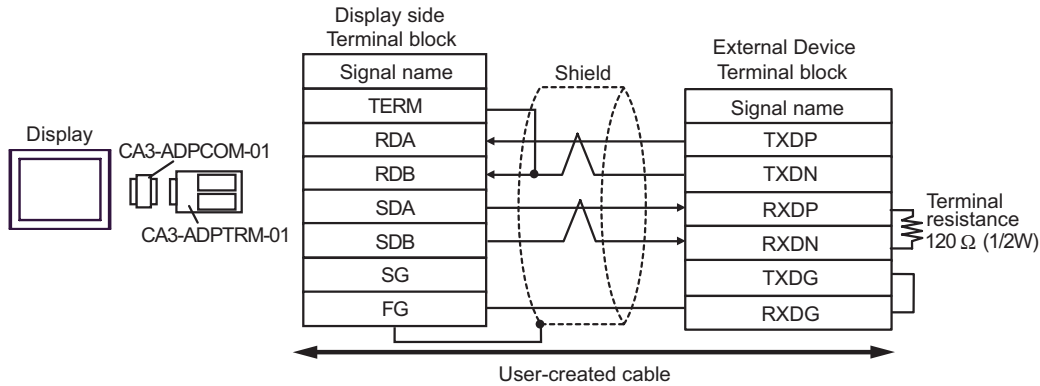 Display side
Terminal block
External Device
Terminal block
Signal name
Shield
Signal name
TERM
RDA
RDB
SDA
SDB
SG
FG
TXDP
TXDN
RXDP
RXDN
TXDG
RXDG
Display
CA3-ADPCOM-01
CA3-ADPTRM-01
Terminal
resistance
120 Ω (1/2W)
User-created cable